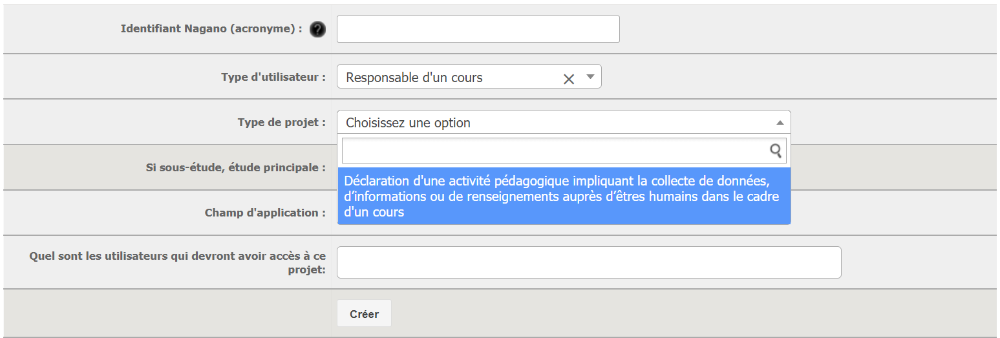 Identifiant Nagano (acronyme) : ?
Type d'utilisateur :
Responsable d'un cours
Type de projet :
Choisissez une option
Déclaration d'une activité pédagogique impliquant la collecte de données,
d’informations ou de renseignements auprès d’êtres humains dans le cadre
d'un cours
Si sous-étude, étude principale :
Champ d'application :
Quel sont les utilisateurs qui devront avoir accès à ce
projet:
Créer